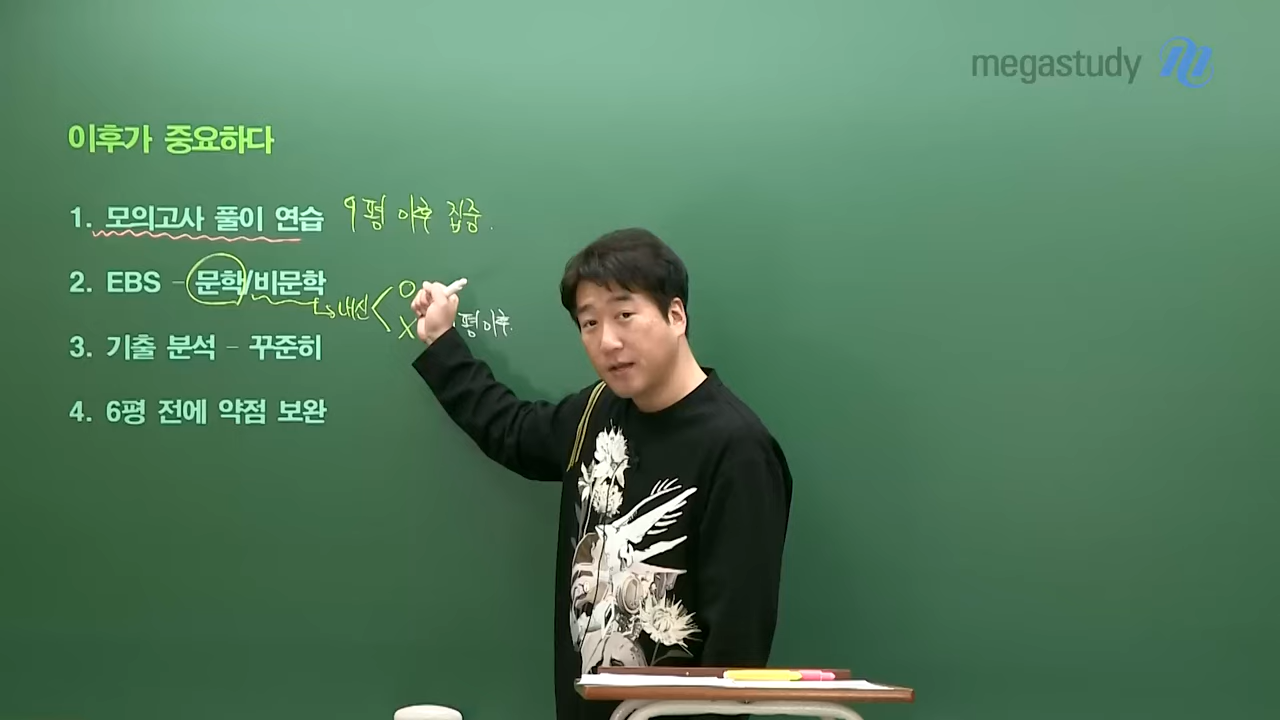 megastudy
이후가 중요하다
1. 모의고사 풀이 연습 9평 이후 집중.
2. EBS - 문학/비문학
↳내신 < O
X 평 이후.
3. 기출 분석 - 꾸준히
4. 6평 전에 약점 보완